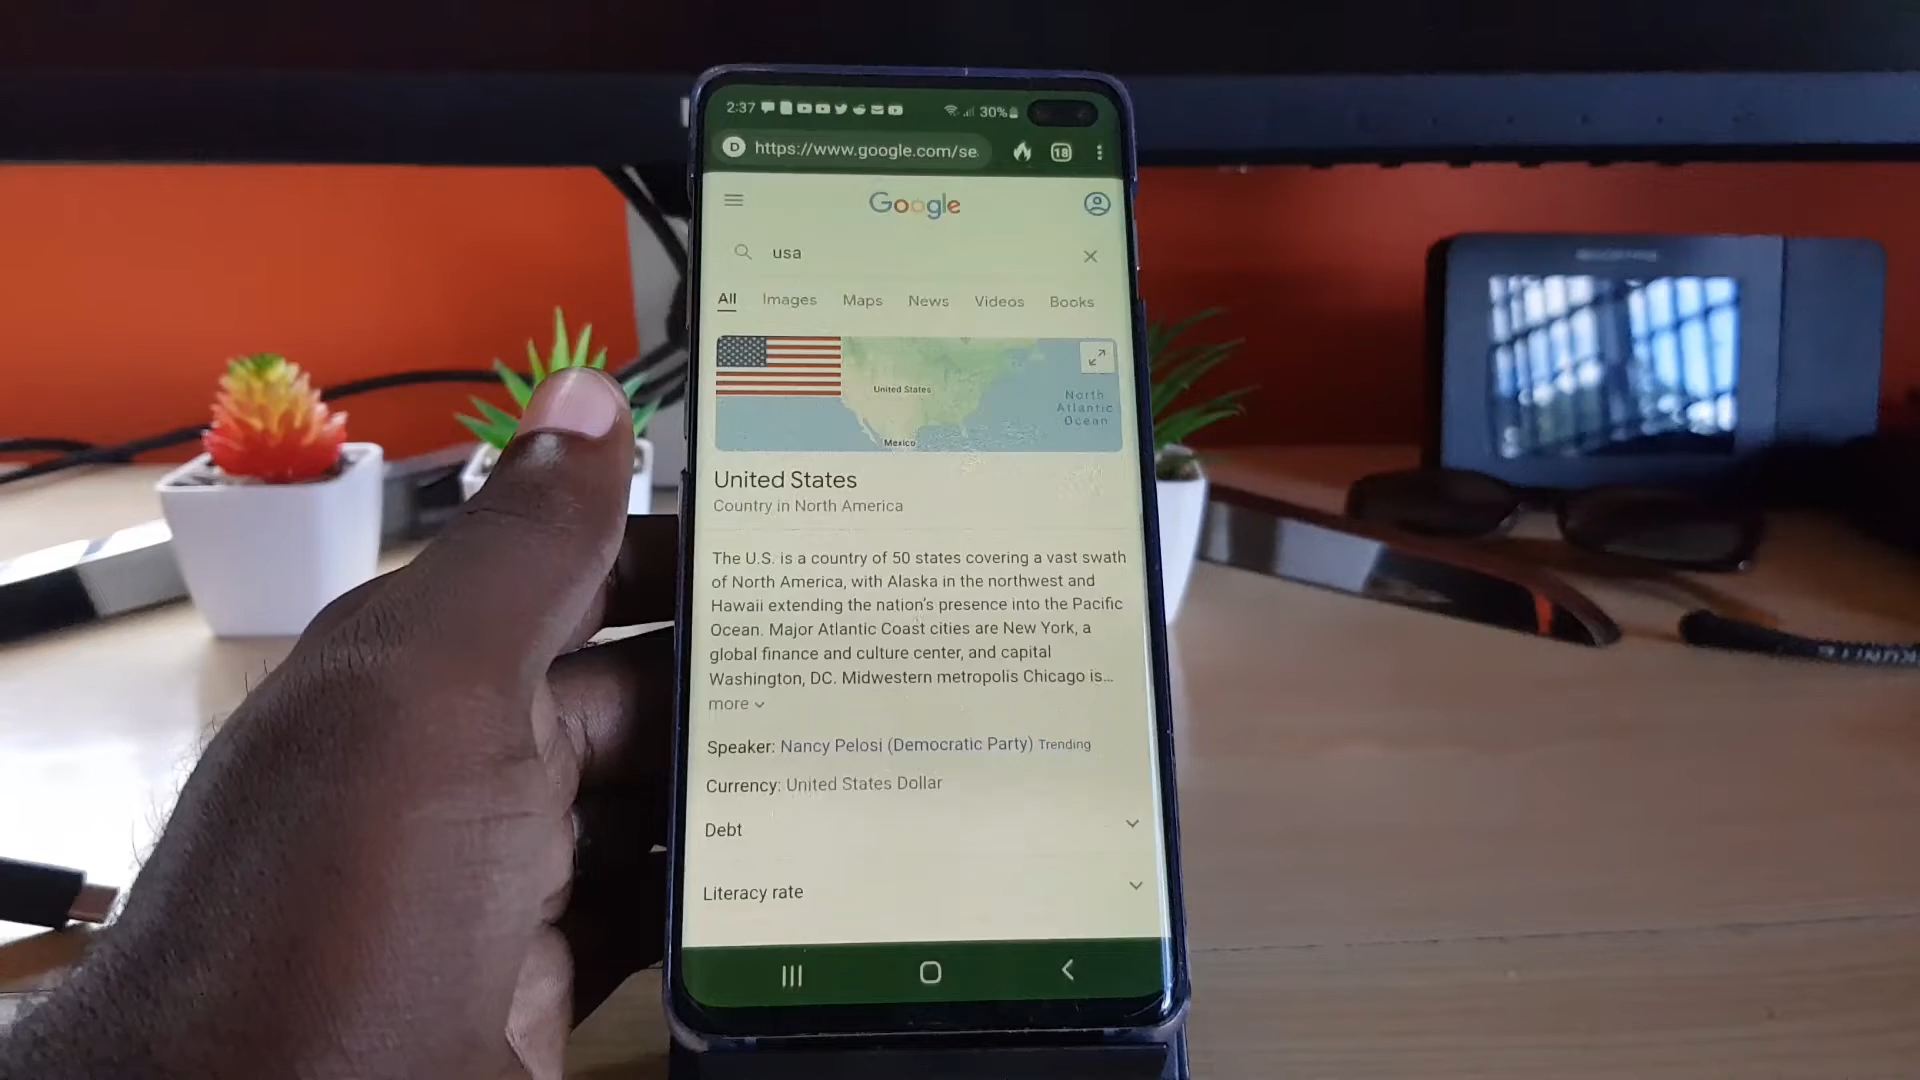 2:37
30%
D https://www.google.com/se
18
Google
usa
All Images Maps News Videos Books
United States
North
Atlantic
Ocean
Mexico
United States
Country in North America
The U.S. is a country of 50 states covering a vast swath
of North America, with Alaska in the northwest and
Hawaii extending the nation's presence into the Pacific
Ocean. Major Atlantic Coast cities are New York, a
global finance and culture center, and capital
Washington, DC. Midwestern metropolis Chicago is...
more
Speaker: Nancy Pelosi (Democratic Party) Trending
Currency: United States Dollar
Debt
Literacy rate